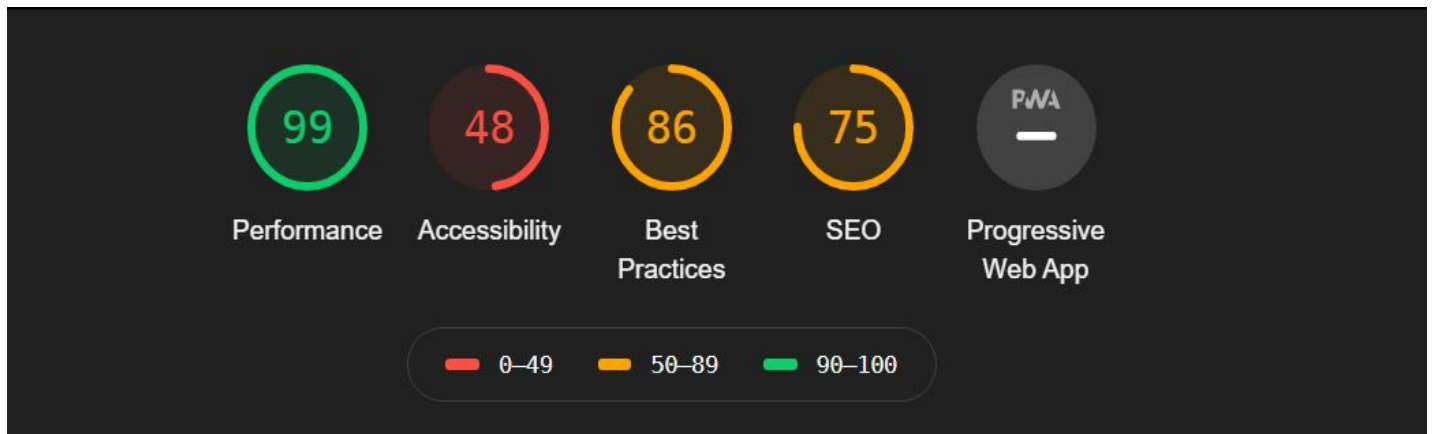 99 48 86 75 PWA
Performance Accessibility Best Practices SEO Progressive Web App
0–49 50–89 90–100